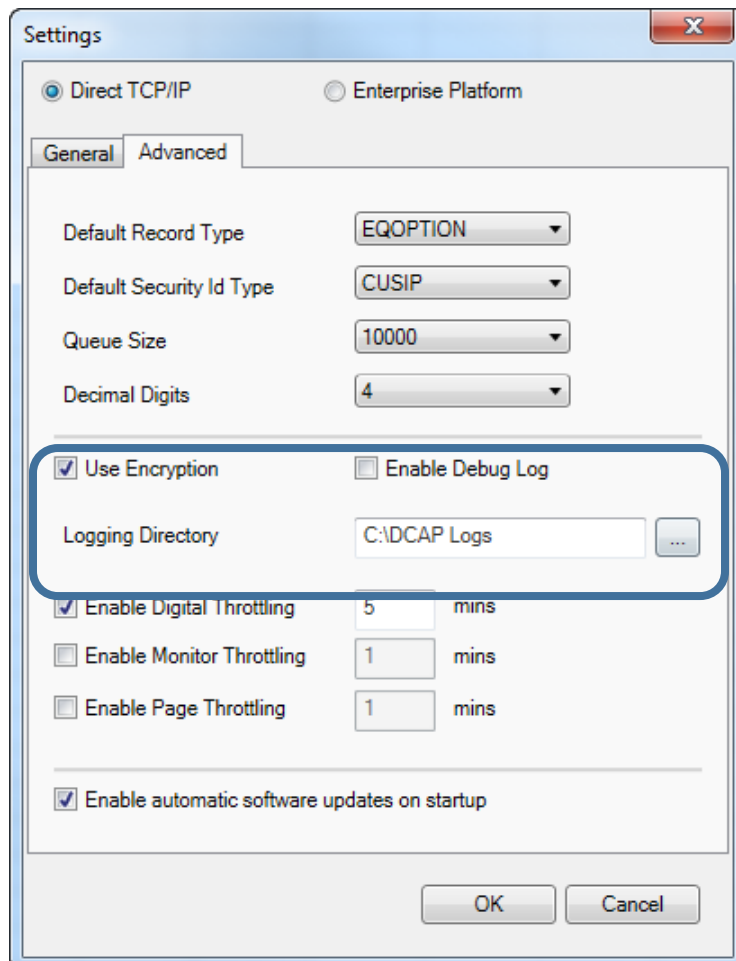 Settings
Direct TCP/IP Enterprise Platform
General Advanced
Default Record Type EQOPTION
Default Security Id Type CUSIP
Queue Size 10000
Decimal Digits 4
Use Encryption Enable Debug Log
Logging Directory C:\DCAP Logs ...
Enable Digital Throttling 5 mins
Enable Monitor Throttling 1 mins
Enable Page Throttling 1 mins
Enable automatic software updates on startup
OK Cancel